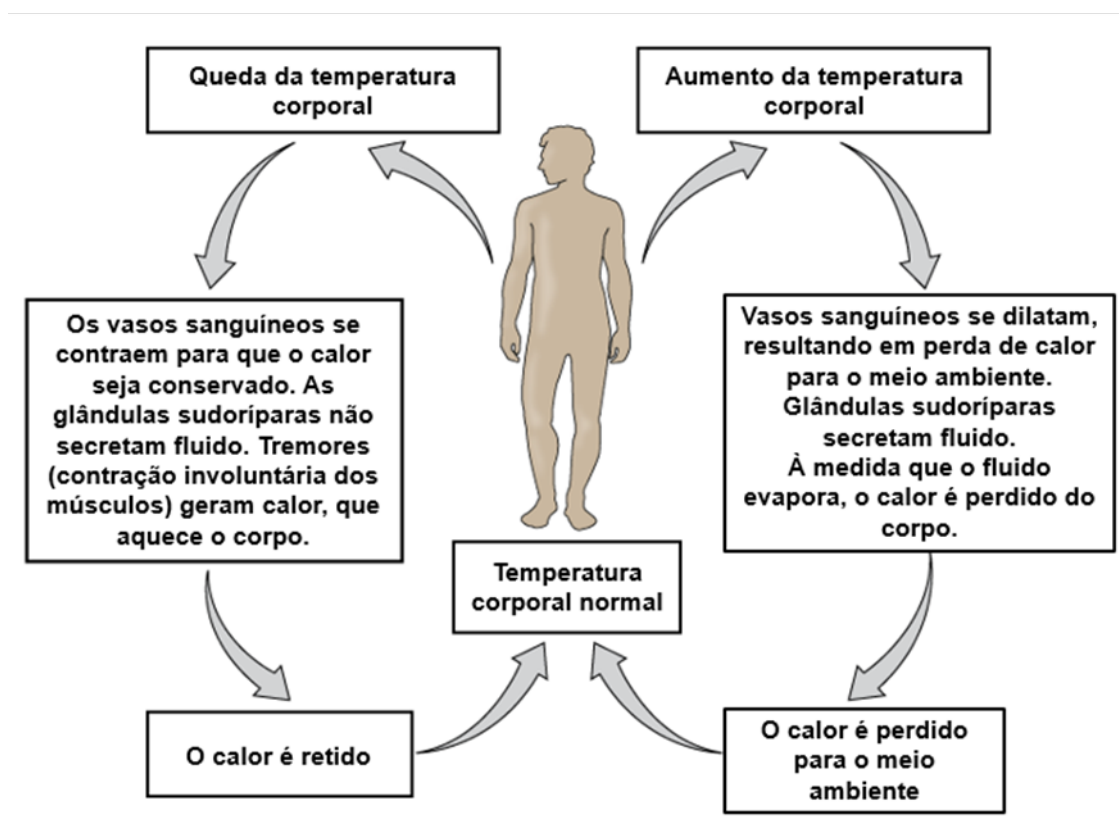 Queda da temperatura
corporal
Aumento da temperatura
corporal
Os vasos sanguíneos se
contraem para que o calor
seja conservado. As
glândulas sudoríparas não
secretam fluido. Tremores
(contração involuntária dos
músculos) geram calor, que
aquece o corpo.
Vasos sanguíneos se dilatam,
resultando em perda de calor
para o meio ambiente.
Glândulas sudoríparas
secretam fluido.
À medida que o fluido
evapora, o calor é perdido do
corpo.
Temperatura
corporal normal
O calor é retido
O calor é perdido
para o meio
ambiente